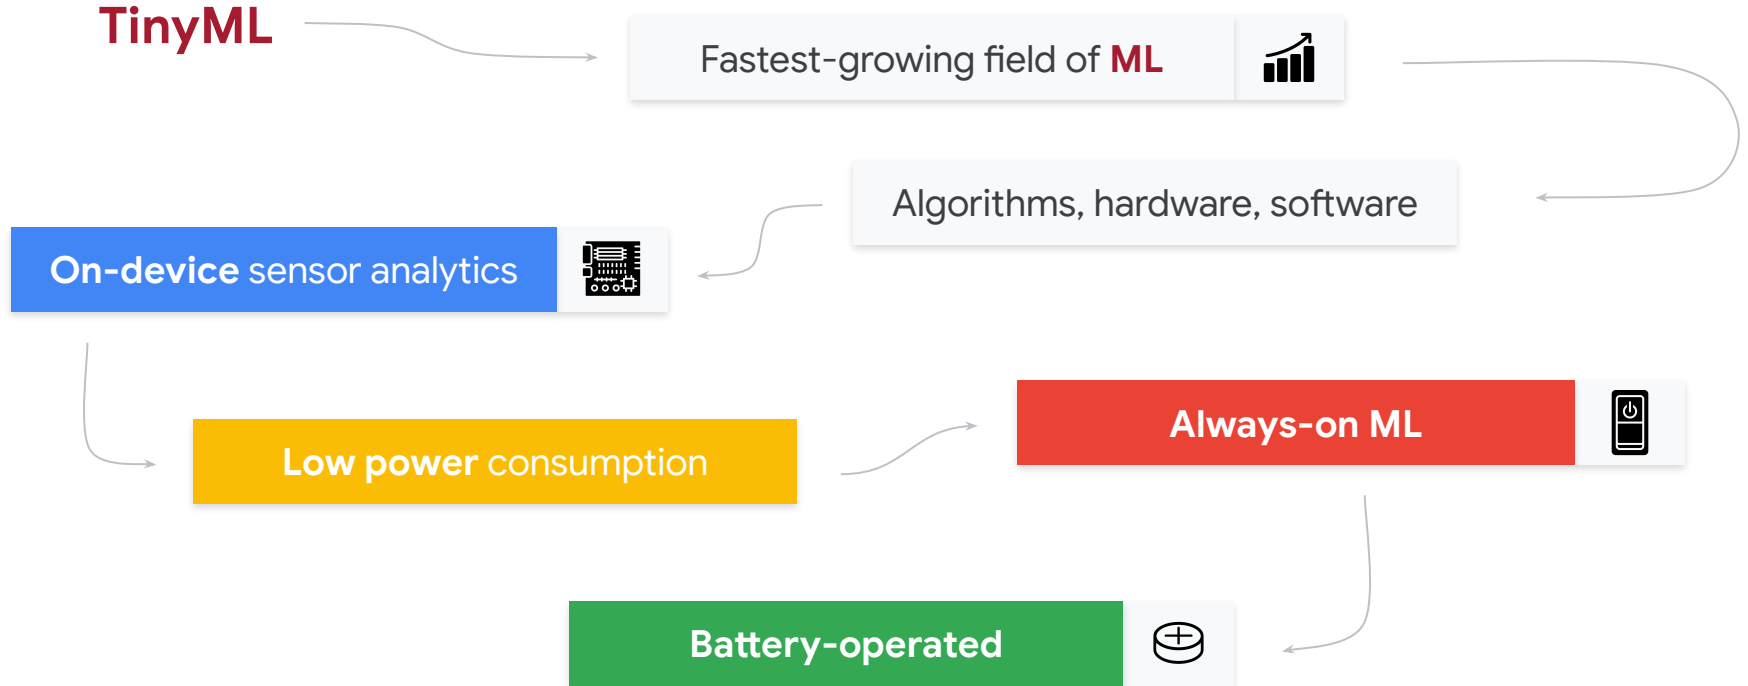 TinyML
Fastest-growing field of ML
Algorithms, hardware, software
On-device sensor analytics
Low power consumption
Always-on ML
Battery-operated